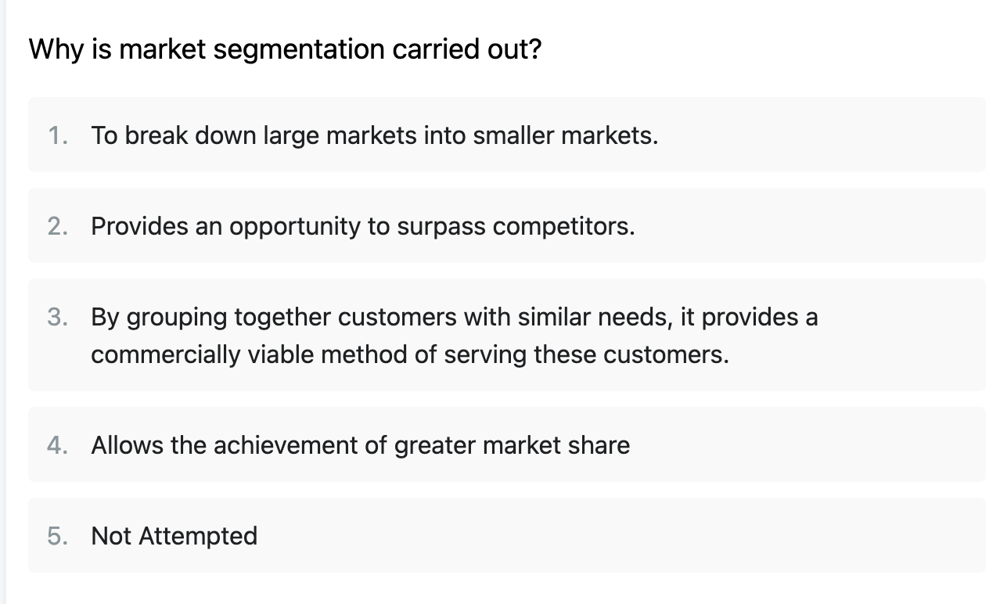 Why is market segmentation carried out?
1. To break down large markets into smaller markets.
2. Provides an opportunity to surpass competitors.
3. By grouping together customers with similar needs, it provides a
commercially viable method of serving these customers.
4. Allows the achievement of greater market share
5. Not Attempted